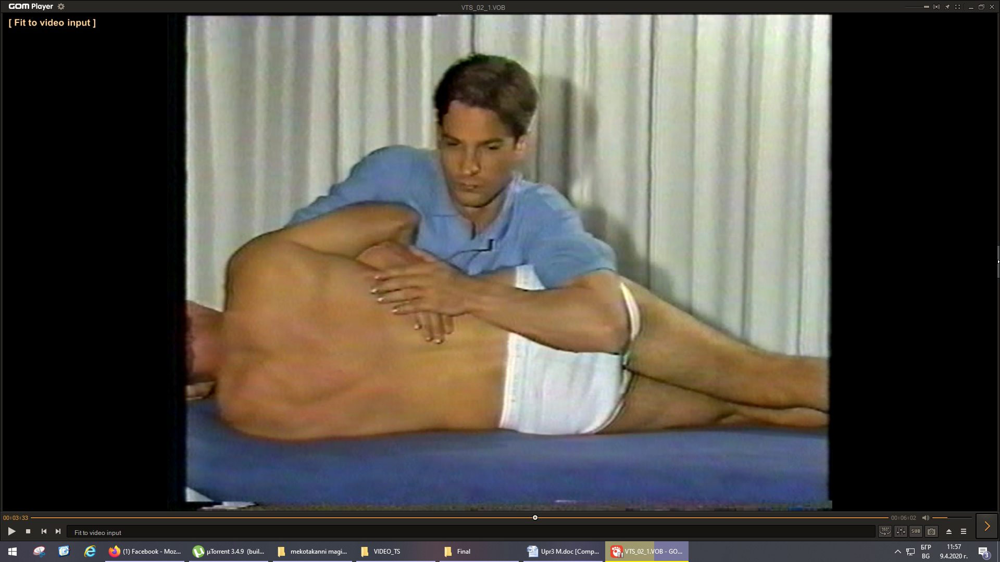 GOM Player
VTS_02_1.VOB
[ Fit to video input ]
00:03:33
00:06:02
Fit to video input
360°
SUB
(1) Facebook - Moz...
µTorrent 3.4.9 (buil...
mekotakanni magi...
VIDEO_TS
Final
Upr3 M.doc [Comp...
VTS_02_1.VOB - GO...
БГР
BG
11:57
9.4.2020 г.
3